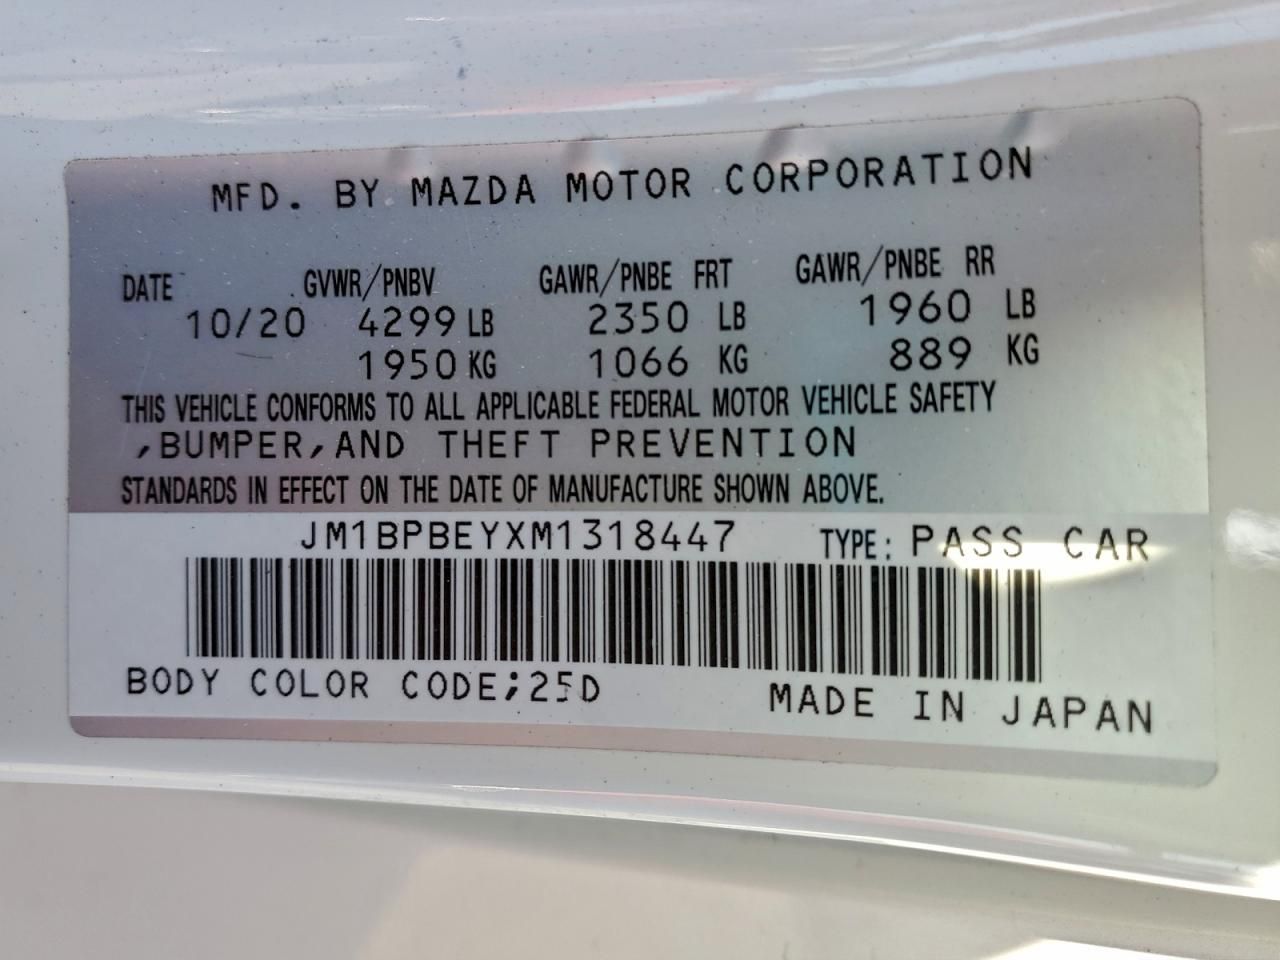 MFD. BY MAZDA MOTOR CORPORATION
DATE GVWR/PNBV GAWR/PNBE FRT GAWR/PNBE RR
10/20 4299 LB 2350 LB 1960 LB
1950 KG 1066 KG 889 KG
THIS VEHICLE CONFORMS TO ALL APPLICABLE FEDERAL MOTOR VEHICLE SAFETY
,BUMPER,AND THEFT PREVENTION
STANDARDS IN EFFECT ON THE DATE OF MANUFACTURE SHOWN ABOVE.
JM1BPBEYXM1318447 TYPE: PASS CAR
BODY COLOR CODE;25D MADE IN JAPAN